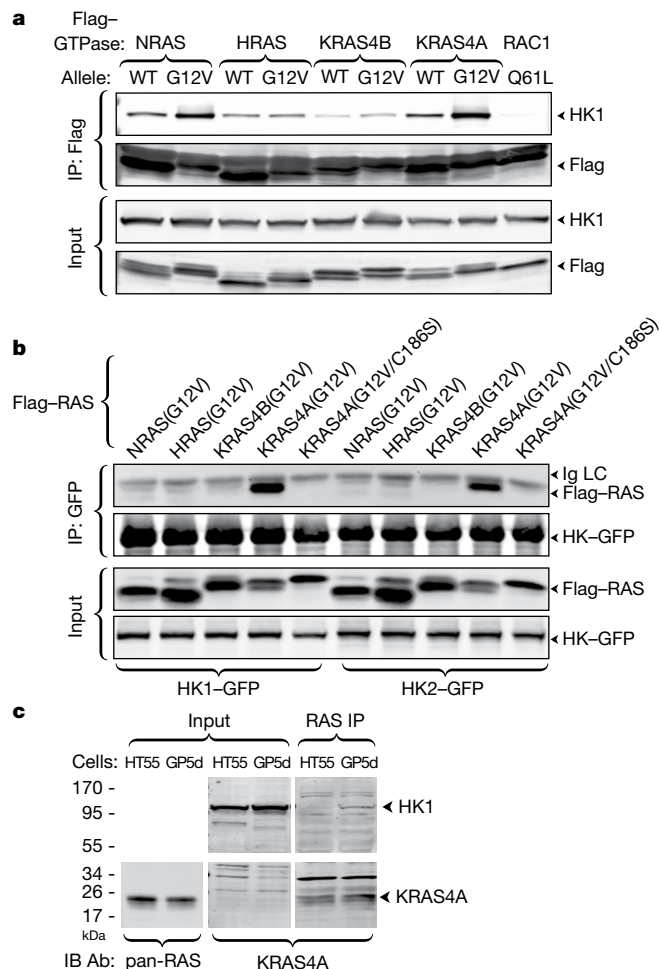 a
Flag–
GTPase: NRAS HRAS KRAS4B KRAS4A RAC1
Allele: WT G12V WT G12V WT G12V WT G12V Q61L
IP: Flag
HK1
Flag
Input
HK1
Flag
b
Flag–RAS
NRAS(G12V)
HRAS(G12V)
KRAS4B(G12V)
KRAS4A(G12V)
KRAS4A(G12V/C186S)
NRAS(G12V)
HRAS(G12V)
KRAS4B(G12V)
KRAS4A(G12V)
KRAS4A(G12V/C186S)
IP: GFP
Ig LC
Flag–RAS
HK–GFP
Input
Flag–RAS
HK–GFP
HK1–GFP HK2–GFP
c
Input RAS IP
Cells: HT55 GP5d HT55 GP5d HT55 GP5d
170 -
95 -
HK1
55 -
34 -
26 -
KRAS4A
17 -
kDa
IB Ab: pan-RAS KRAS4A